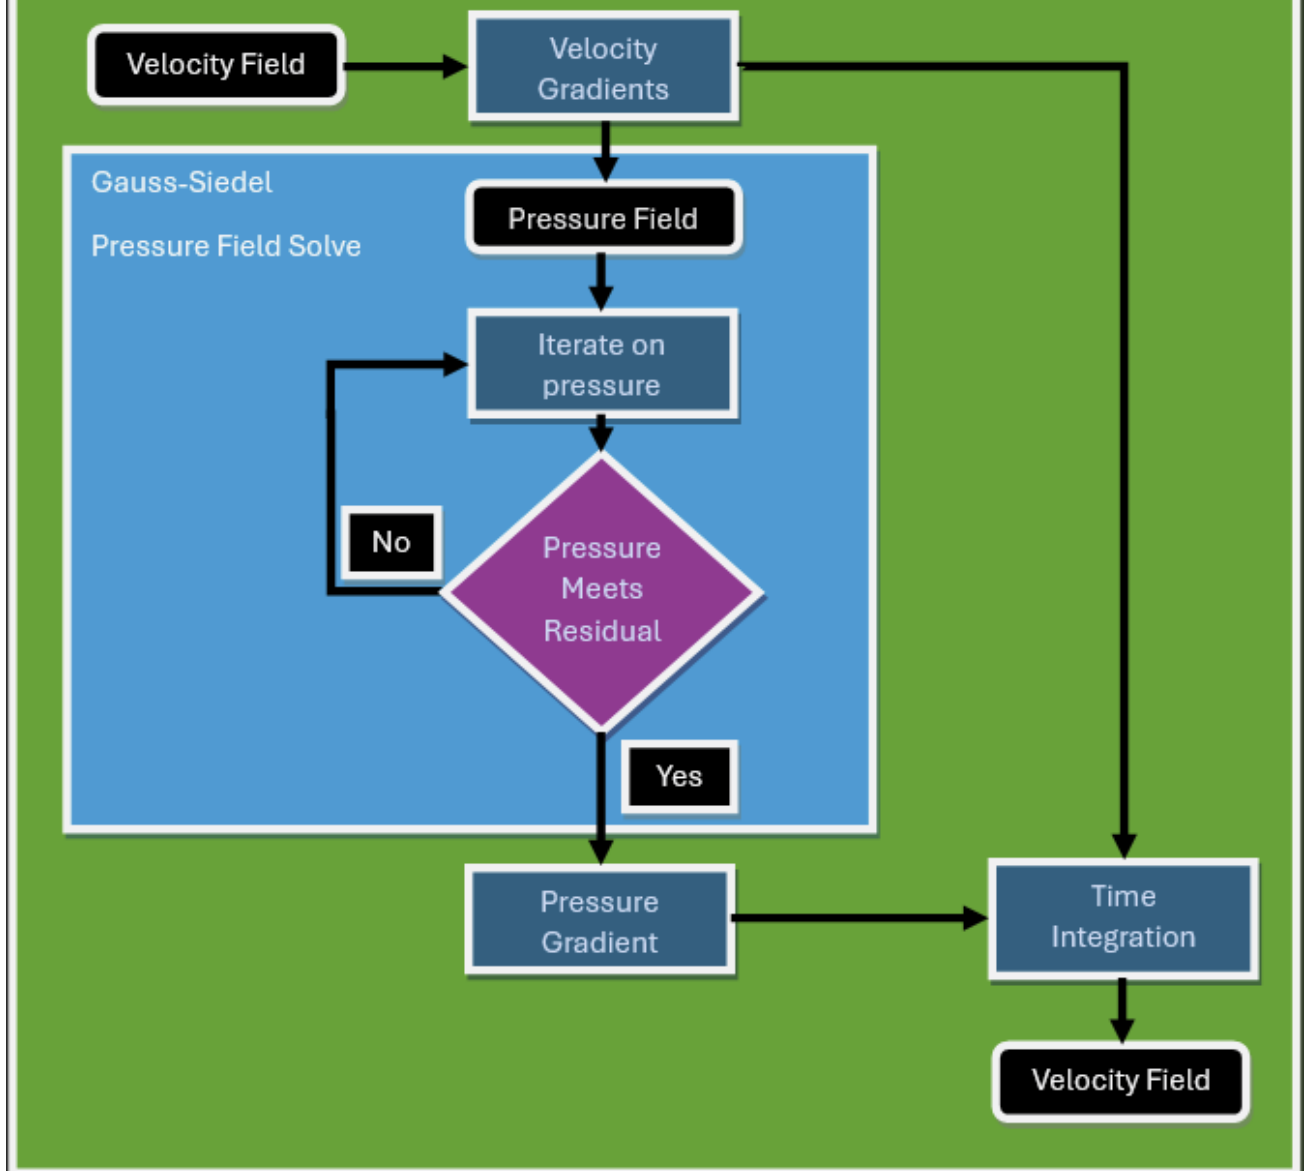 Velocity Field
Velocity
Gradients
Gauss-Siedel
Pressure Field Solve
Pressure Field
Iterate on
pressure
No
Pressure
Meets
Residual
Yes
Pressure
Gradient
Time
Integration
Velocity Field